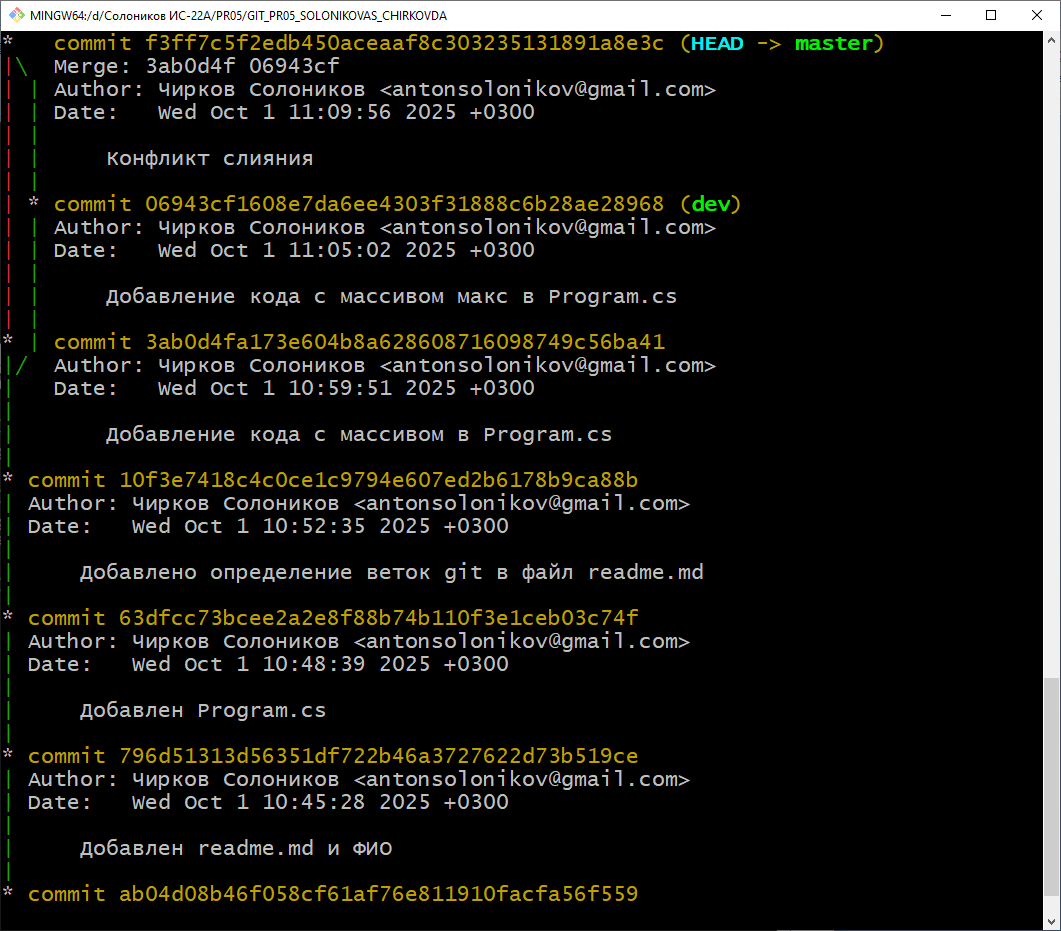 MINGW64:/d/Солоников ИС-22А/PR05/GIT_PR05_SOLONIKOVAS_CHIRKOVDA
* commit f3ff7c5f2edb450aceaaf8c303235131891a8e3c (HEAD -> master)
|\ Merge: 3ab0d4f 06943cf
| | Author: Чирков Солоников <antonsolonikov@gmail.com>
| | Date: Wed Oct 1 11:09:56 2025 +0300
| |
| | Конфликт слияния
| |
| * commit 06943cf1608e7da6ee4303f31888c6b28ae28968 (dev)
| | Author: Чирков Солоников <antonsolonikov@gmail.com>
| | Date: Wed Oct 1 11:05:02 2025 +0300
| |
| | Добавление кода с массивом макс в Program.cs
| |
* | commit 3ab0d4fa173e604b8a628608716098749c56ba41
|/ Author: Чирков Солоников <antonsolonikov@gmail.com>
| Date: Wed Oct 1 10:59:51 2025 +0300
|
| Добавление кода с массивом в Program.cs
|
* commit 10f3e7418c4c0ce1c9794e607ed2b6178b9ca88b
| Author: Чирков Солоников <antonsolonikov@gmail.com>
| Date: Wed Oct 1 10:52:35 2025 +0300
|
| Добавлено определение веток git в файл readme.md
|
* commit 63dfcc73bcee2a2e8f88b74b110f3e1ceb03c74f
| Author: Чирков Солоников <antonsolonikov@gmail.com>
| Date: Wed Oct 1 10:48:39 2025 +0300
|
| Добавлен Program.cs
|
* commit 796d51313d56351df722b46a3727622d73b519ce
| Author: Чирков Солоников <antonsolonikov@gmail.com>
| Date: Wed Oct 1 10:45:28 2025 +0300
|
| Добавлен readme.md и ФИО
|
* commit ab04d08b46f058cf61af76e811910facfa56f559